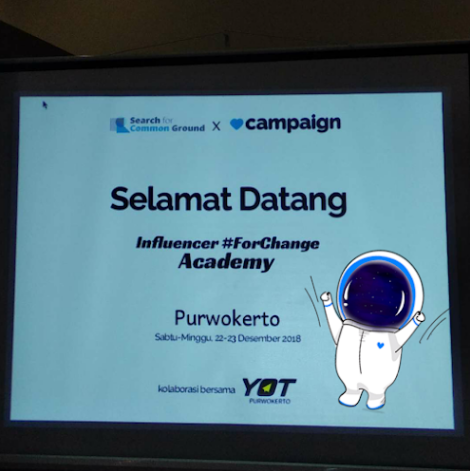 Search for
Common Ground X campaign
Selamat Datang
Influencer #ForChange
Academy
Purwokerto
Sabtu-Minggu, 22-23 Desember 2018
kolaborasi bersama YOT
PURWOKERTO